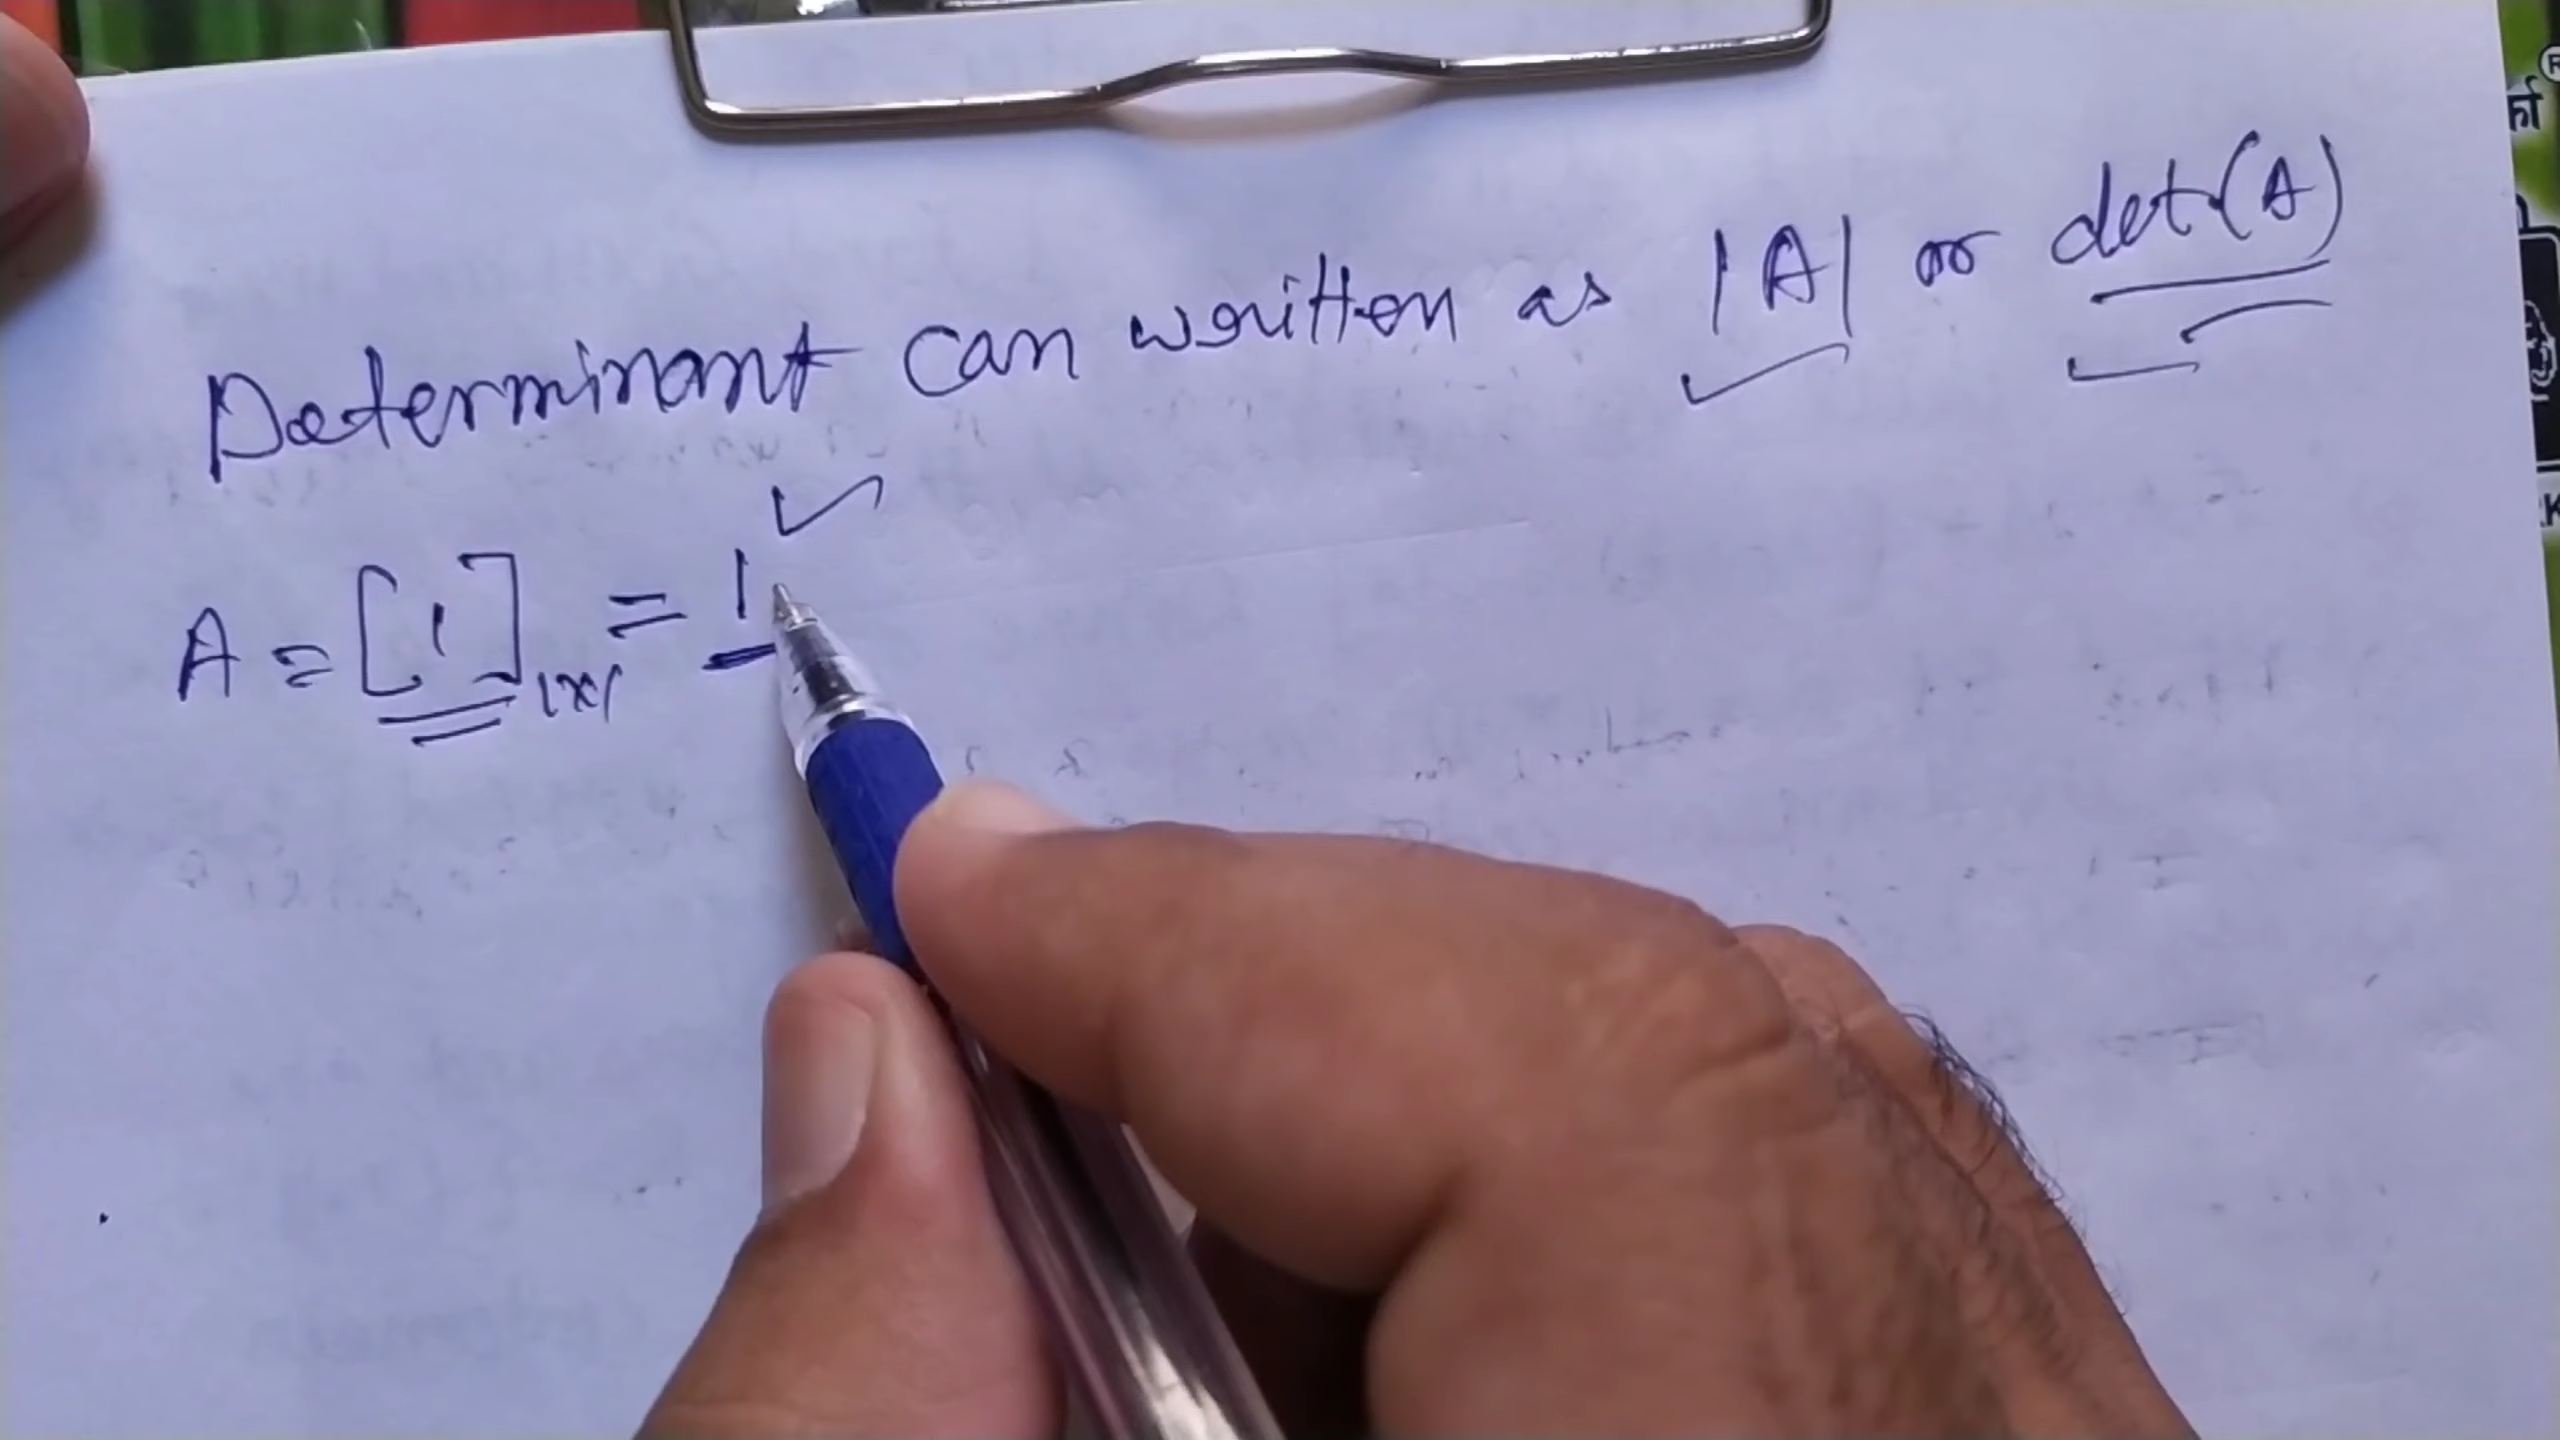 Determinant can written as |A| or det(A)
A = [1]1x1 = 1